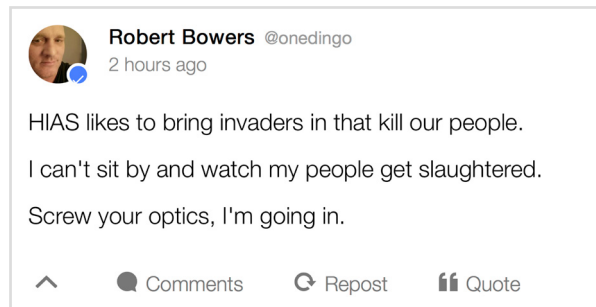 Robert Bowers @onedingo
2 hours ago
HIAS likes to bring invaders in that kill our people.
I can't sit by and watch my people get slaughtered.
Screw your optics, I'm going in.
Comments Repost Quote